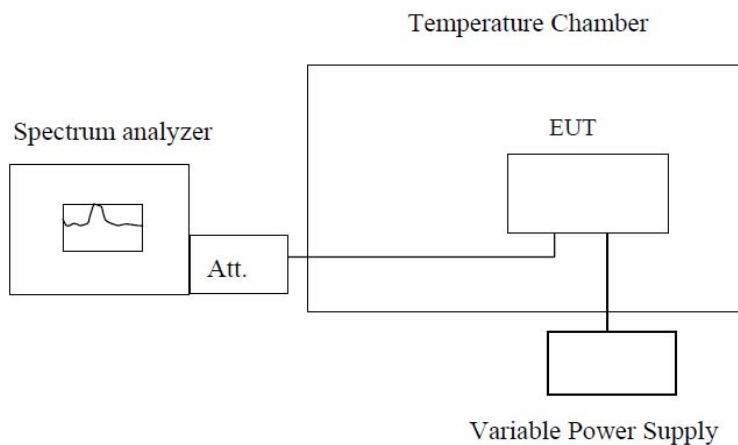 Temperature Chamber
Spectrum analyzer
EUT
Att.
Variable Power Supply